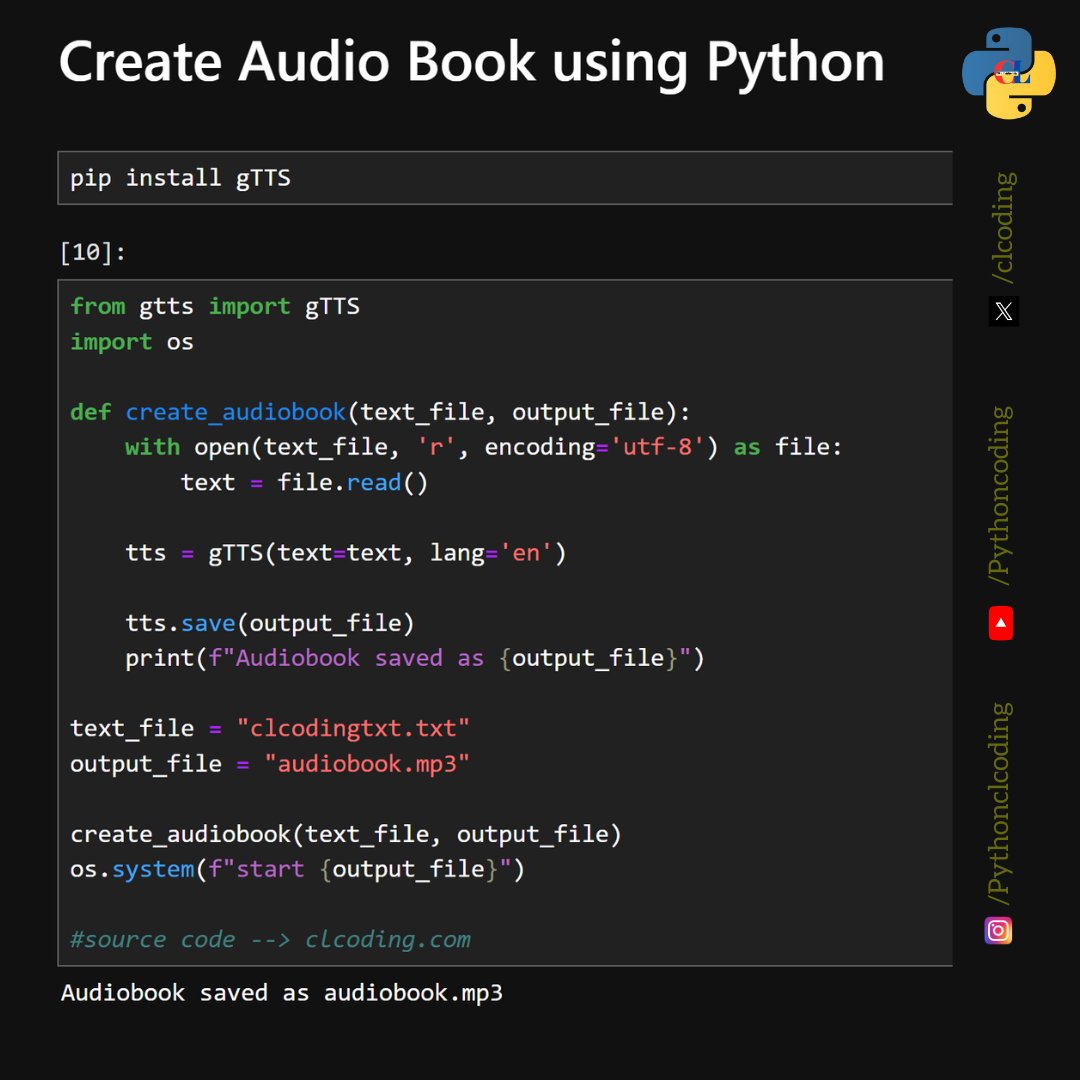 Create Audio Book using Python
CL
pip install gTTS
[10]:
from gtts import gTTS
import os
def create_audiobook(text_file, output_file):
    with open(text_file, 'r', encoding='utf-8') as file:
        text = file.read()
    tts = gTTS(text=text, lang='en')
    tts.save(output_file)
    print(f"Audiobook saved as {output_file}")
text_file = "clcodingtxt.txt"
output_file = "audiobook.mp3"
create_audiobook(text_file, output_file)
os.system(f"start {output_file}")
#source code --> clcoding.com
Audiobook saved as audiobook.mp3
/clcoding
/Pythoncoding
/Pythonclcoding